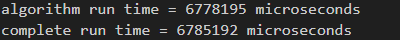 algorithm run time = 6778195 microseconds
complete run time = 6785192 microseconds